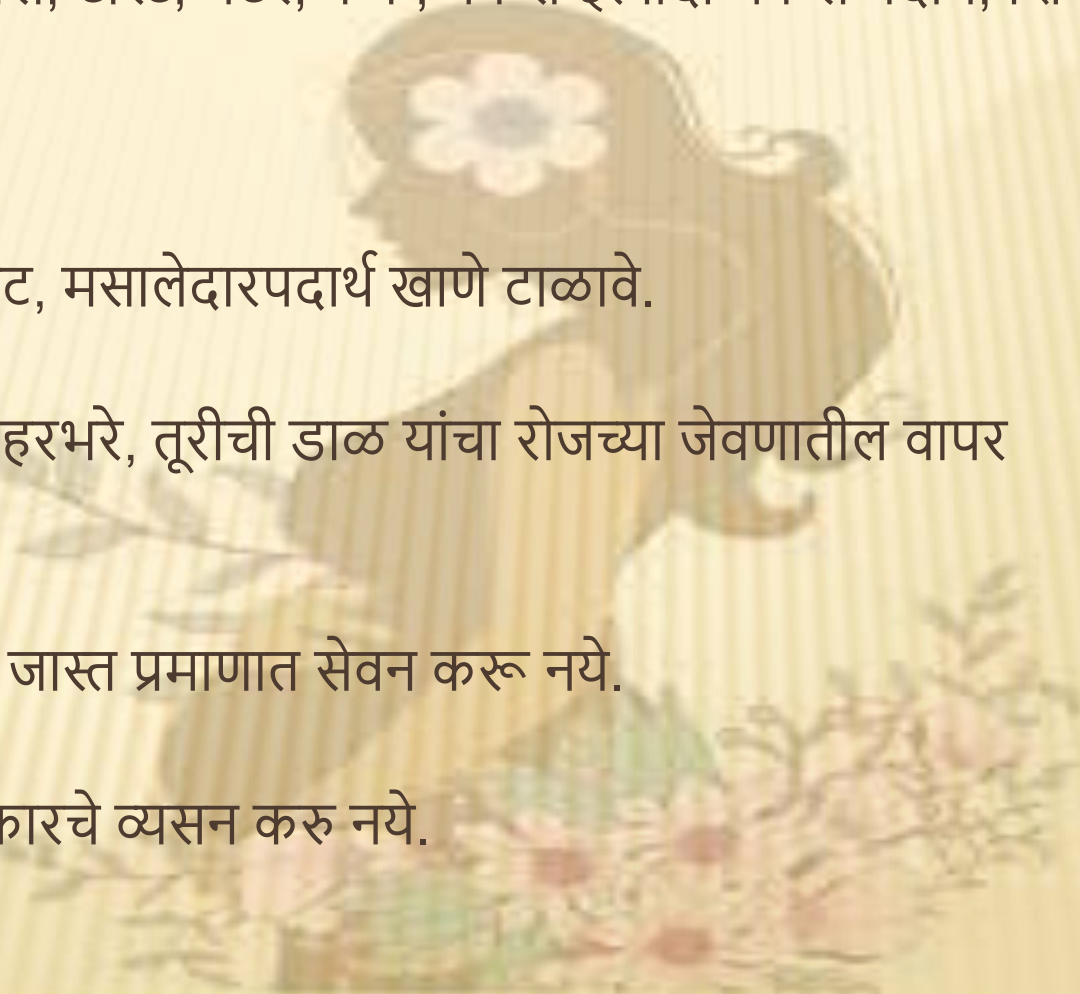 ट, मसालेदारपदार्थ खाणे टाळावे.
हरभरे, तूरीची डाळ यांचा रोजच्या जेवणातील वापर
जास्त प्रमाणात सेवन करू नये.
कारचे व्यसन करु नये.